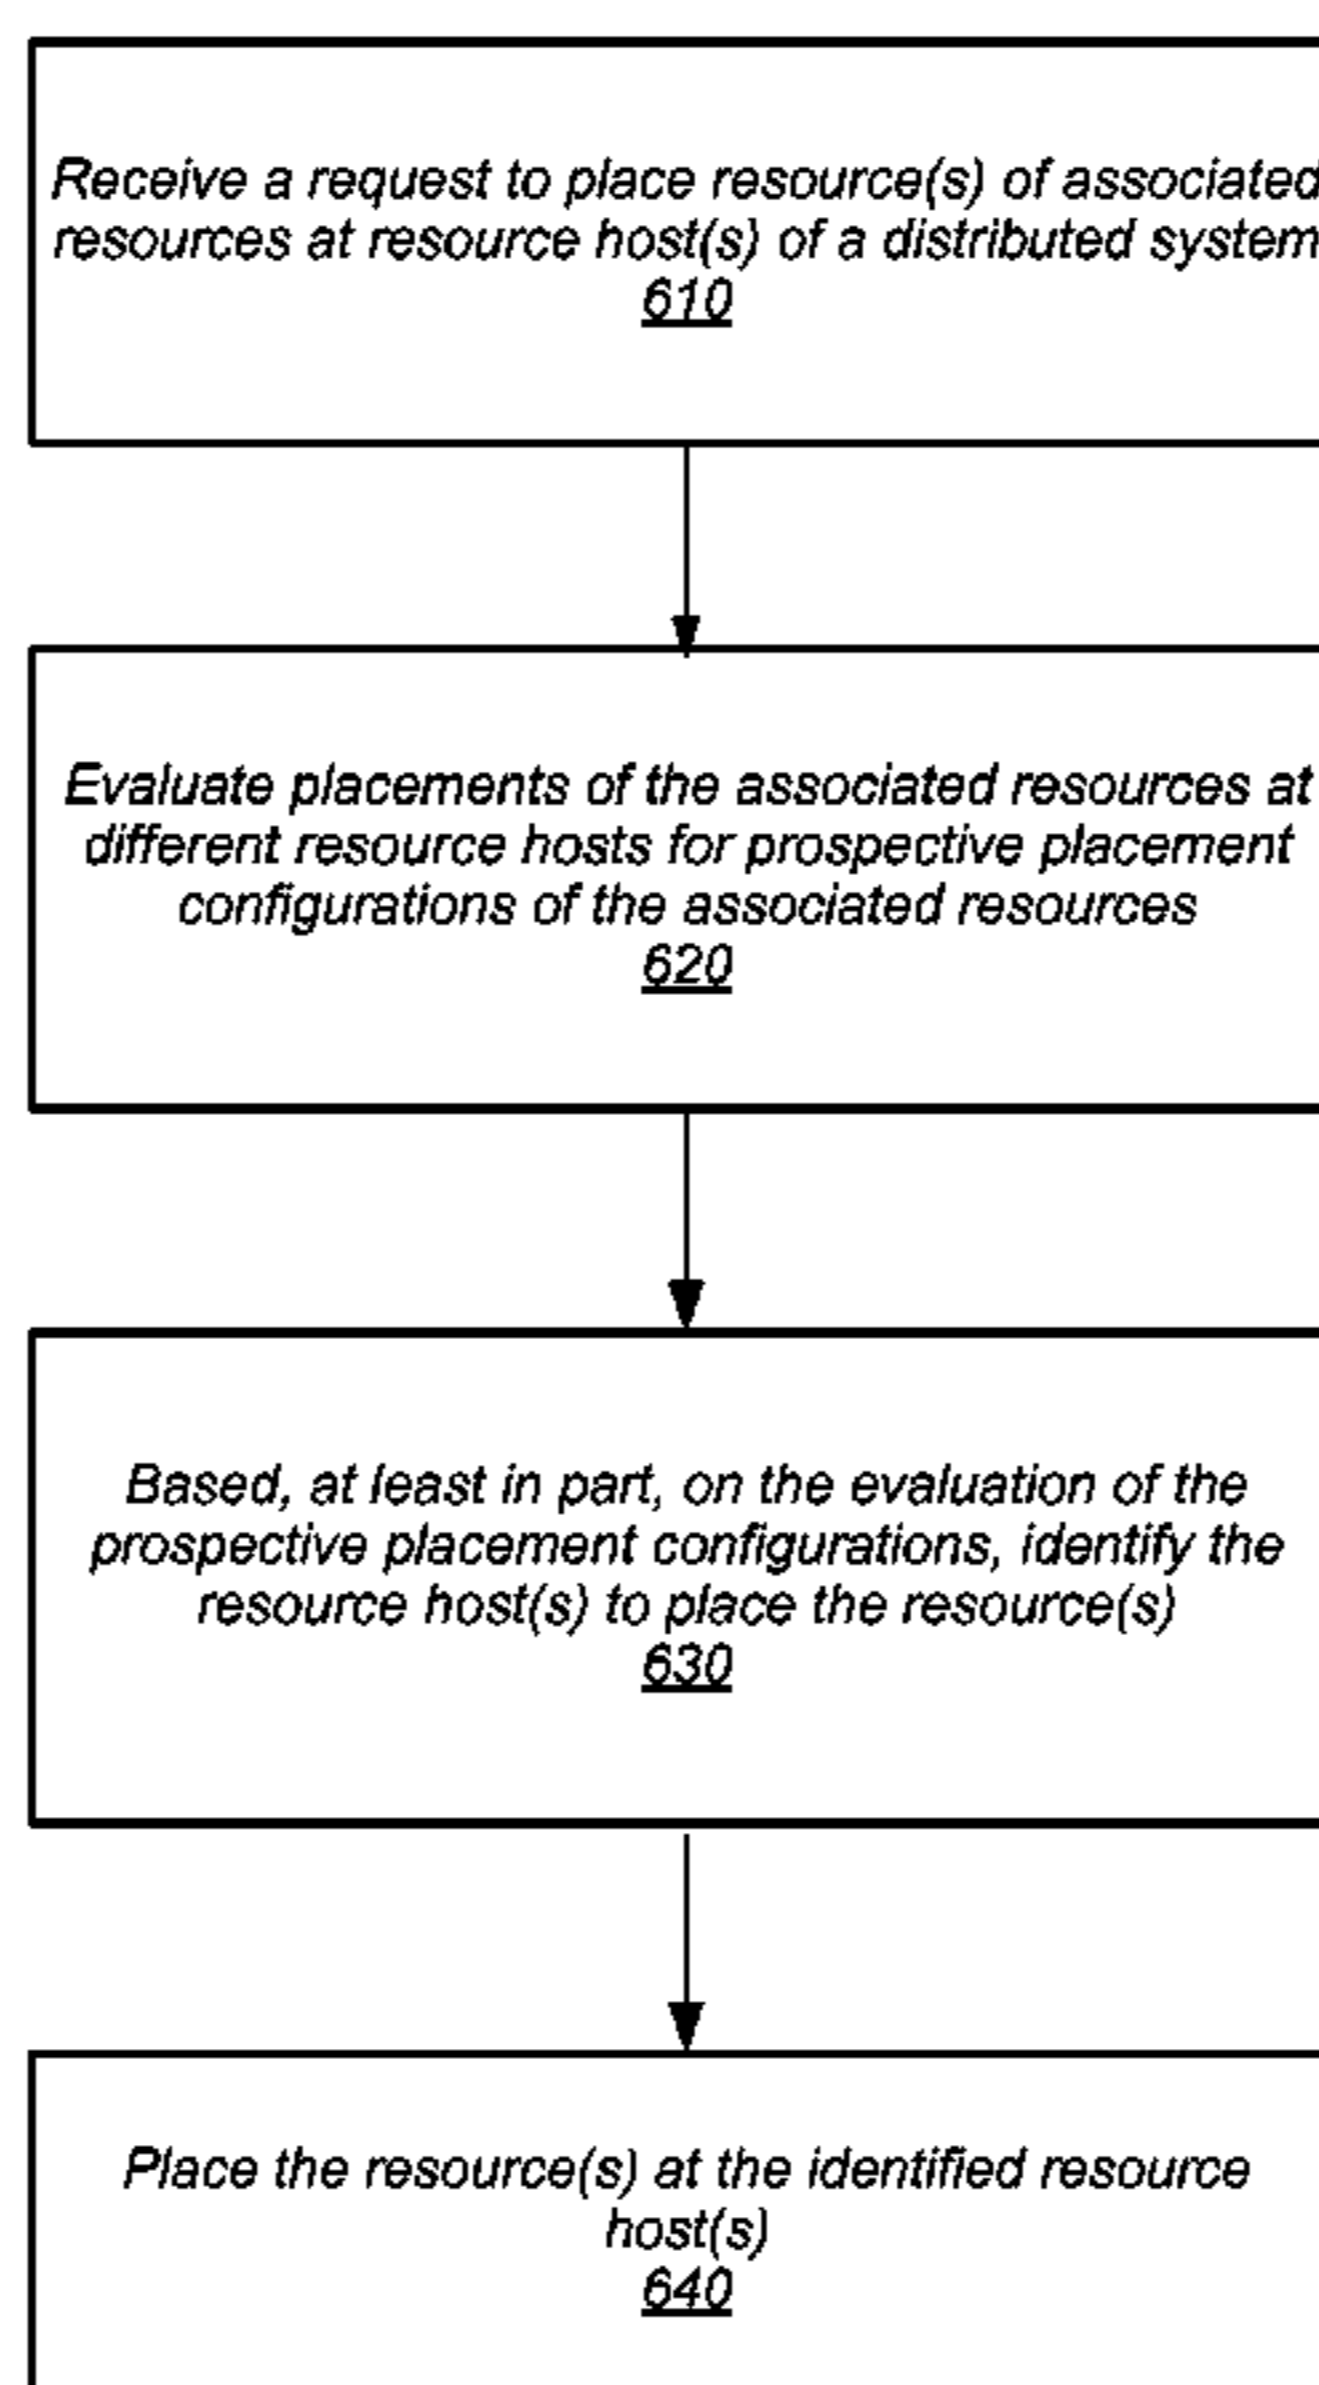 Receive a request to place resource(s) of associated
resources at resource host(s) of a distributed system
610
Evaluate placements of the associated resources at
different resource hosts for prospective placement
configurations of the associated resources
620
Based, at least in part, on the evaluation of the
prospective placement configurations, identify the
resource host(s) to place the resource(s)
630
Place the resource(s) at the identified resource
host(s)
640